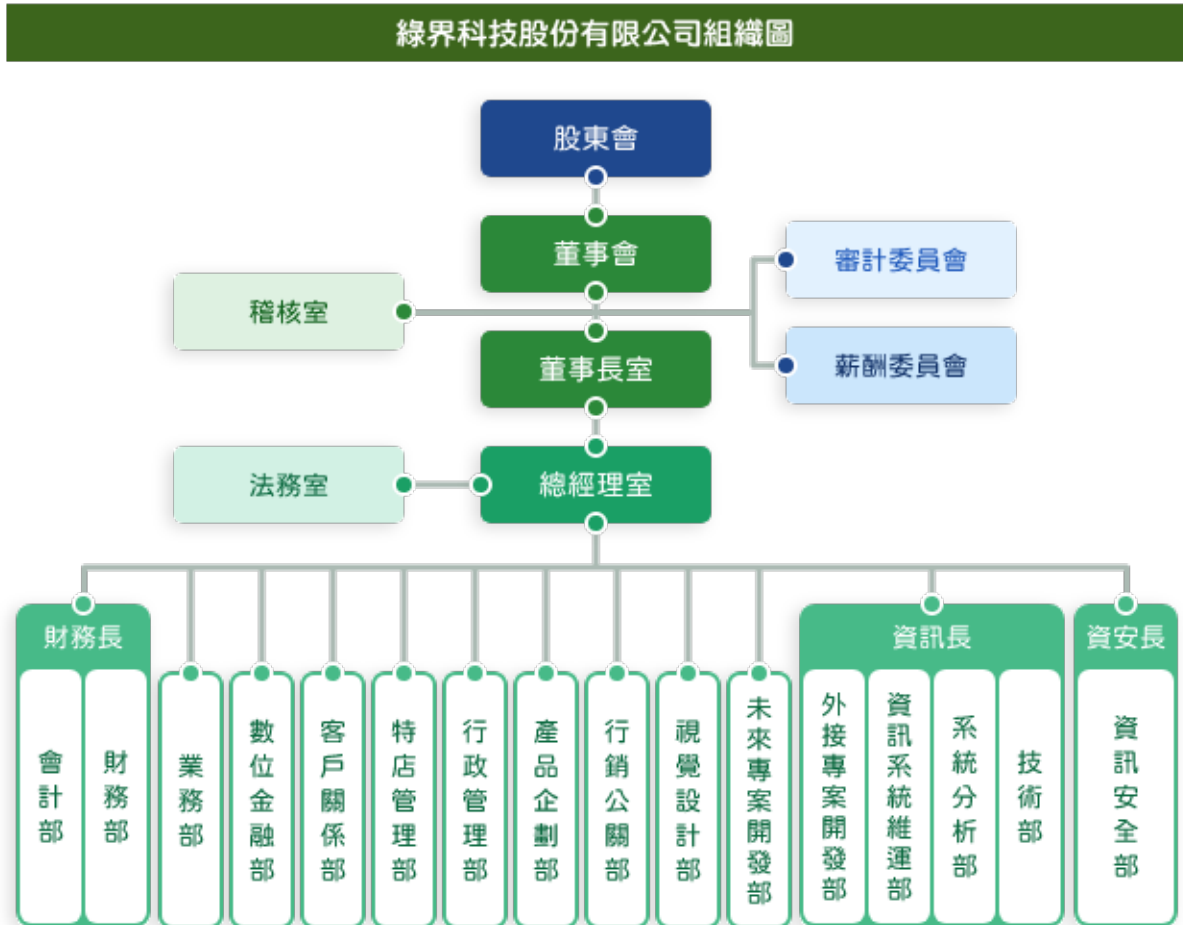 綠界科技股份有限公司組織圖
股東會
董事會
審計委員會
稽核室
董事長室
薪酬委員會
法務室
總經理室
財務長
資訊長
資安長
會計部
財務部
業務部
數位金融部
客戶關係部
特店管理部
行政管理部
產品企劃部
行銷公關部
視覺設計部
未來專案開發部
外接專案開發部
資訊系統維運部
系統分析部
技術部
資訊安全部